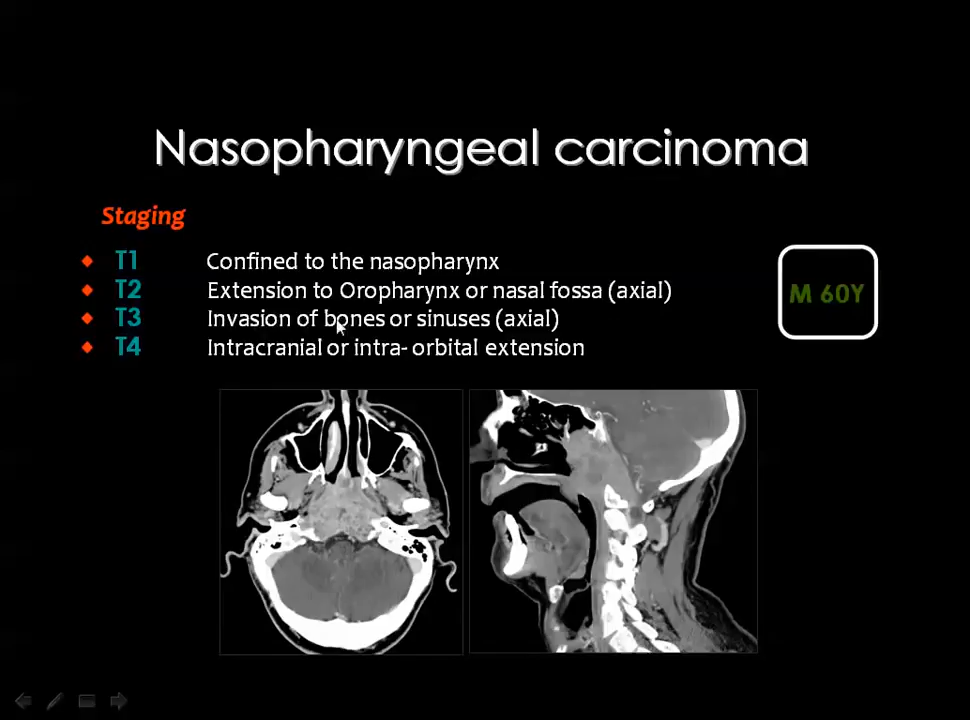 Nasopharyngeal carcinoma
Staging
T1 Confined to the nasopharynx
T2 Extension to Oropharynx or nasal fossa (axial)
T3 Invasion of bones or sinuses (axial)
T4 Intracranial or intra- orbital extension
M 60Y